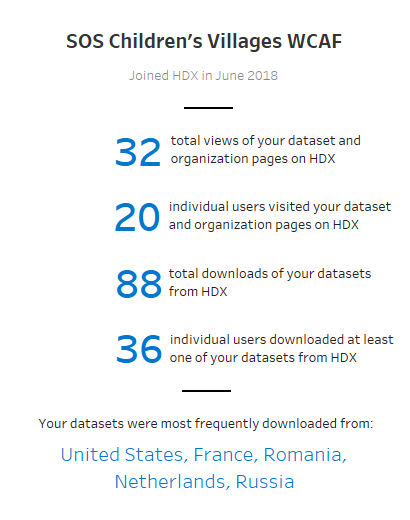 SOS Children's Villages WCAF
Joined HDX in June 2018
32 total views of your dataset and
organization pages on HDX
20 individual users visited your dataset
and organization pages on HDX
88 total downloads of your datasets
from HDX
36 individual users downloaded at least
one of your datasets from HDX
Your datasets were most frequently downloaded from:
United States, France, Romania,
Netherlands, Russia